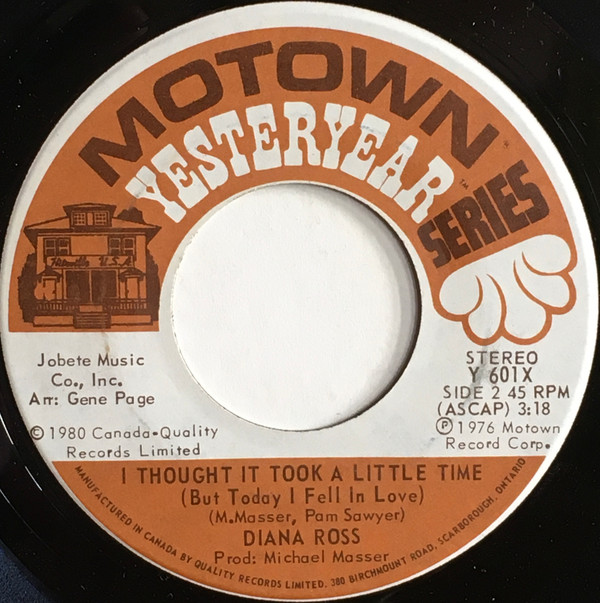 MOTOWN
YESTERYEAR™
SERIES
Hitsville U.S.A.
Jobete Music
Co., Inc.
Arr: Gene Page
© 1980 Canada-Quality
Records Limited
STEREO
Y 601X
SIDE 2 45 RPM
(ASCAP) 3:18
℗ 1976 Motown
Record Corp.
I THOUGHT IT TOOK A LITTLE TIME
(But Today I Fell In Love)
(M.Masser, Pam Sawyer)
DIANA ROSS
Prod: Michael Masser
MANUFACTURED IN CANADA BY QUALITY RECORDS LIMITED. 380 BIRCHMOUNT ROAD, SCARBOROUGH, ONTARIO